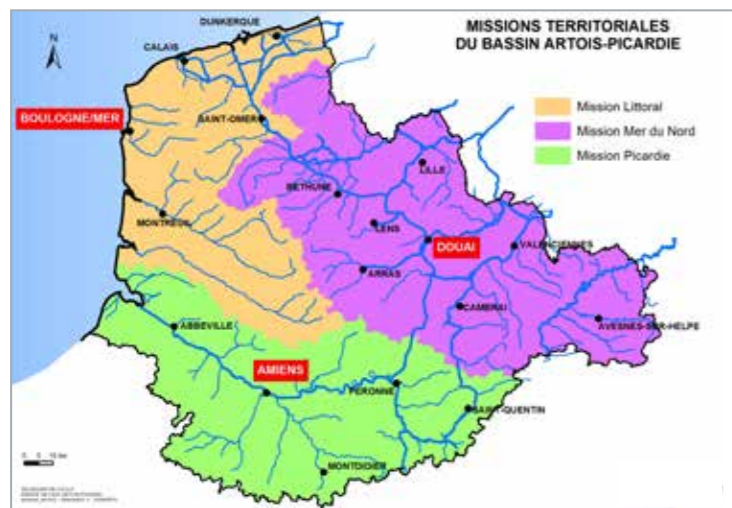 MISSIONS TERRITORIALES
DU BASSIN ARTOIS-PICARDIE
Mission Littoral
Mission Mer du Nord
Mission Picardie
N
DUNKERQUE
CALAIS
BOULOGNE/MER
SAINT-OMER
LILLE
BETHUNE
MONTREUIL
LENS
DOUAI
VALENCIENNES
ARRAS
CAMBRAI
AVESNES-SUR-HELPE
ABBEVILLE
AMIENS
PERONNE
SAINT-QUENTIN
MONTDIDIER